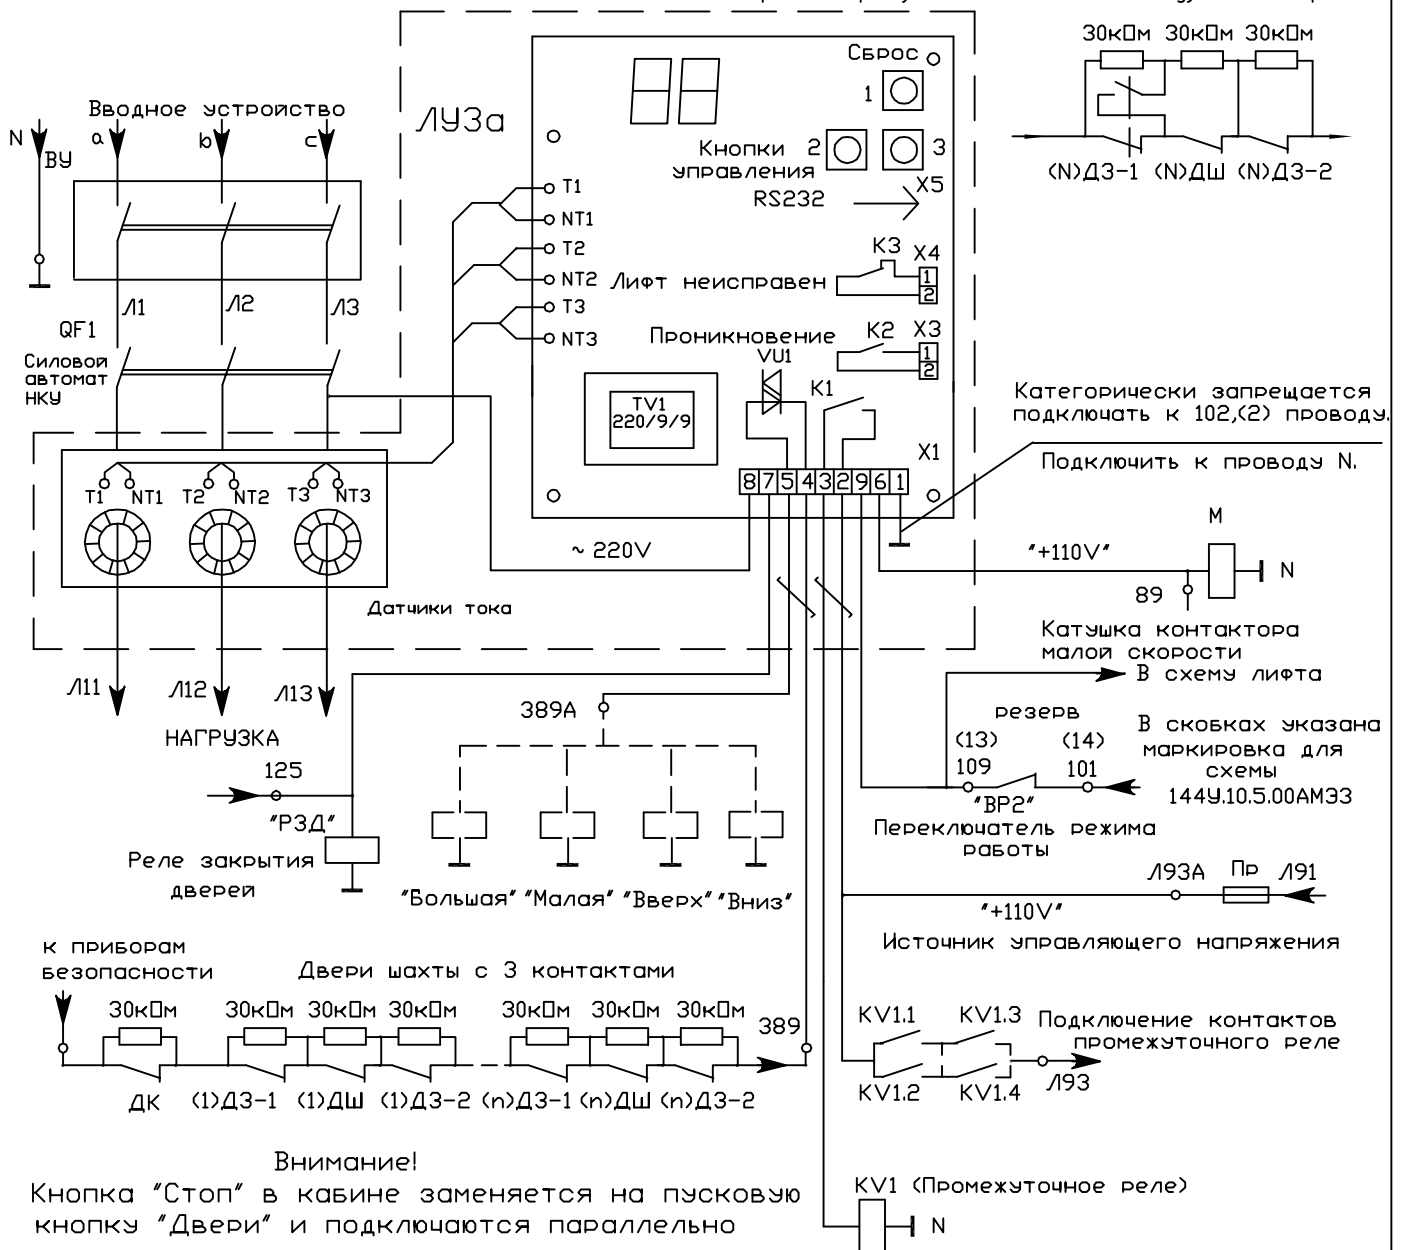 30кОм 30кОм 30кОм
(N)ДЗ-1 (N)ДШ (N)ДЗ-2
Вводное устройство
N
ВУ
a
b
c
ЛУЗа
Сброс
1
Кнопки
управления
2
3
RS232
X5
T1
NT1
T2
NT2
T3
NT3
K3
X4
Лифт неисправен
1
2
Проникновение
K2
X3
1
2
VU1
K1
TV1
220/9/9
X1
8 7 5 4 3 2 9 6 1
Л1
Л2
Л3
QF1
Силовой
автомат
НКУ
T1 NT1 T2 NT2 T3 NT3
~ 220V
Датчики тока
Категорически запрещается
подключать к 102,(2) проводу.
Подключить к проводу N.
M
"+110V"
N
89
Катушка контактора
малой скорости
В схему лифта
Л11
Л12
Л13
НАГРУЗКА
389А
резерв
(13)
(14)
109
101
"ВР2"
Переключатель режима
работы
В скобках указана
маркировка для
схемы
144У.10.5.00АМЭЗ
125
"РЗД"
Реле закрытия
дверей
"Большая" "Малая" "Вверх" "Вниз"
Л93А
Пр
Л91
"+110V"
Источник управляющего напряжения
к приборам
безопасности
Двери шахты с 3 контактами
30кОм 30кОм 30кОм 30кОм 30кОм 30кОм 30кОм
389
ДК (1)ДЗ-1 (1)ДШ (1)ДЗ-2 (n)ДЗ-1 (n)ДШ (n)ДЗ-2
KV1.1
KV1.3
KV1.2
KV1.4
Подключение контактов
промежуточного реле
Л93
Внимание!
Кнопка "Стоп" в кабине заменяется на пусковую
кнопку "Двери" и подключаются параллельно
KV1 (Промежуточное реле)
N